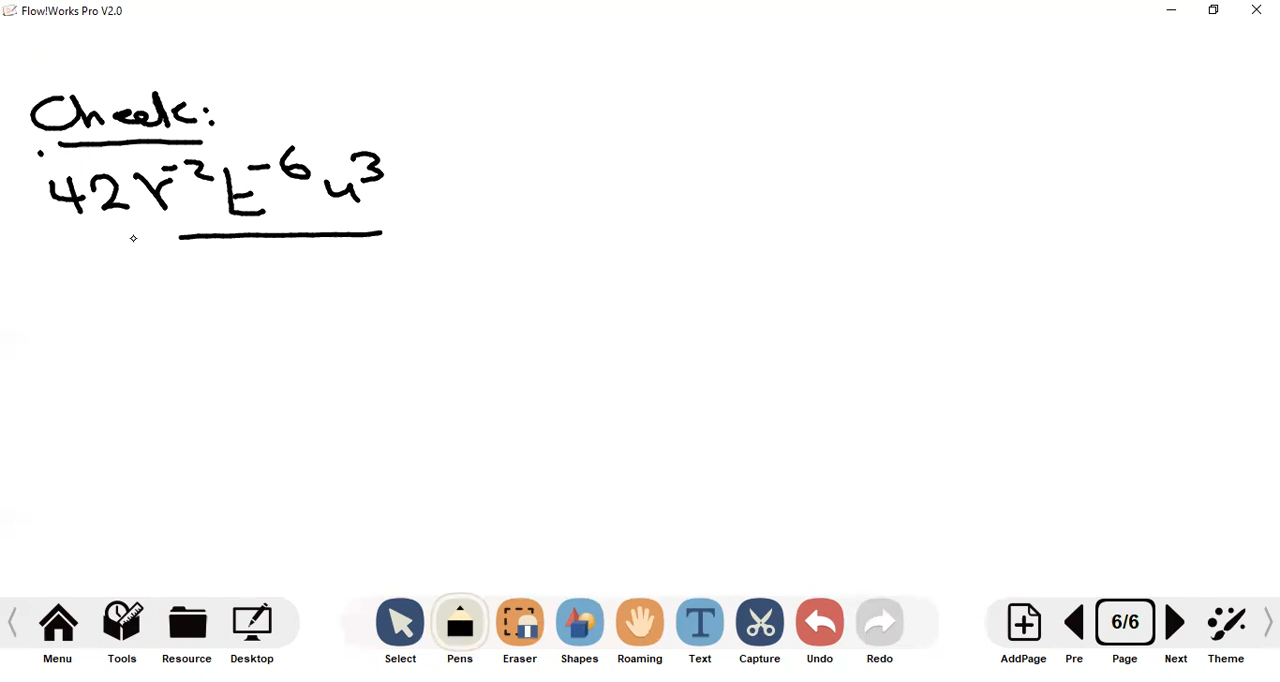 Flow!Works Pro V2.0
Check:
42r⁻²t⁻⁶u³
6/6
Menu Tools Resource Desktop Select Pens Eraser Shapes Roaming Text Capture Undo Redo AddPage Pre Page Next Theme